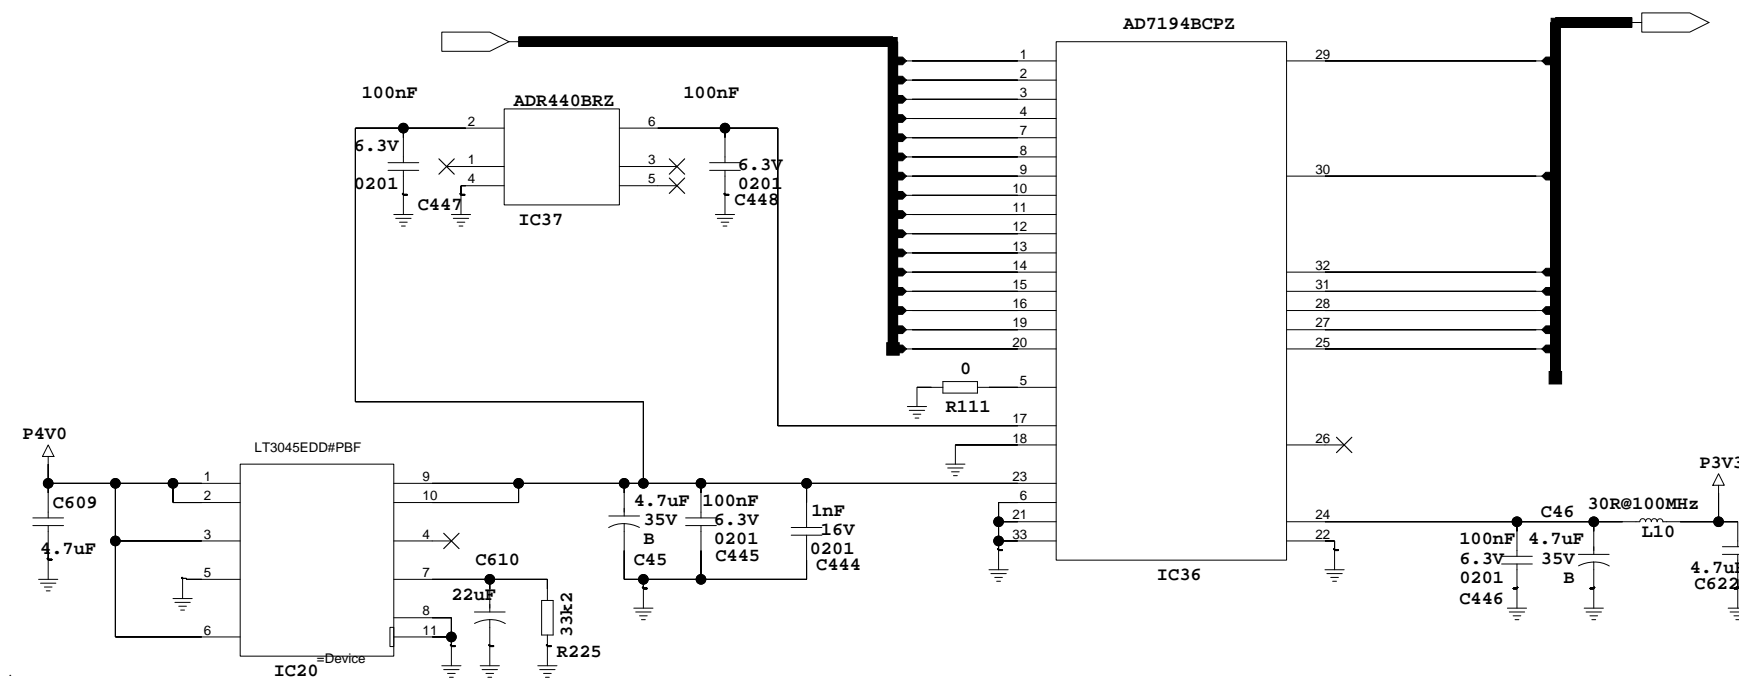 AD7194BCPZ
100nF
ADR440BRZ
100nF
2
6
6.3V
6.3V
1
3
0201
4
5
0201
C447
C448
IC37
1
2
3
4
7
8
9
10
11
12
13
14
15
16
19
20
29
30
32
31
28
27
25
0
5
R111
17
18
26
23
6
21
33
24
22
IC36
P4V0
LT3045EDD#PBF
1
2
3
5
6
9
10
4
7
8
11
C609
4.7uF
=Device
IC20
C610
22uF
33k2
R225
4.7uF
35V
B
C45
100nF
6.3V
0201
C445
1nF
16V
0201
C444
P3V3
C46
30R@100MHz
L10
100nF
6.3V
0201
C446
4.7uF
35V
B
4.7uF
C622